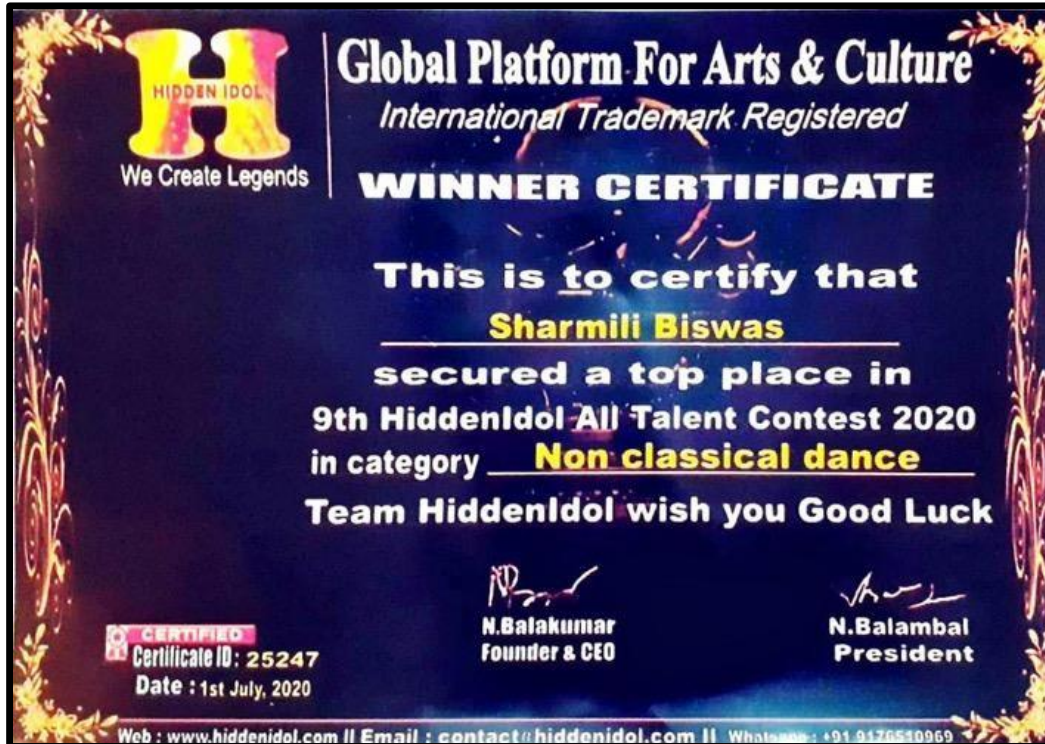 HIDDEN IDOL
We Create Legends
Global Platform For Arts & Culture
International Trademark Registered
WINNER CERTIFICATE
This is to certify that
Sharmili Biswas
secured a top place in
9th HiddenIdol All Talent Contest 2020
in category Non classical dance
Team HiddenIdol wish you Good Luck
N.Balakumar
Founder & CEO
N.Balambal
President
CERTIFIED
Certificate ID : 25247
Date : 1st July, 2020
Web : www.hiddenidol.com II Email : contact@hiddenidol.com II Whatsapp : +91 9176510969